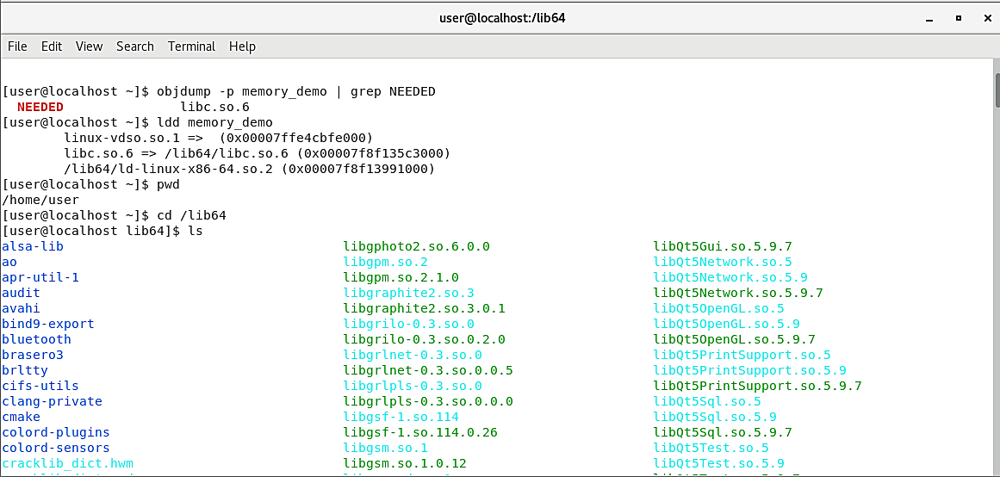 user@localhost:/lib64
File Edit View Search Terminal Help
[user@localhost ~]$ objdump -p memory_demo | grep NEEDED
  NEEDED               libc.so.6
[user@localhost ~]$ ldd memory_demo
        linux-vdso.so.1 =>  (0x00007ffe4cbfe000)
        libc.so.6 => /lib64/libc.so.6 (0x00007f8f135c3000)
        /lib64/ld-linux-x86-64.so.2 (0x00007f8f13991000)
[user@localhost ~]$ pwd
/home/user
[user@localhost ~]$ cd /lib64
[user@localhost lib64]$ ls
alsa-lib                                    libgphoto2.so.6.0.0                     libQt5Gui.so.5.9.7
ao                                          libgpm.so.2                             libQt5Network.so.5
apr-util-1                                  libgpm.so.2.1.0                         libQt5Network.so.5.9
audit                                       libgraphite2.so.3                       libQt5Network.so.5.9.7
avahi                                       libgraphite2.so.3.0.1                   libQt5OpenGL.so.5
bind9-export                                libgrilo-0.3.so.0                       libQt5OpenGL.so.5.9
bluetooth                                   libgrilo-0.3.so.0.2.0                   libQt5OpenGL.so.5.9.7
brasero3                                    libgrlnet-0.3.so.0                      libQt5PrintSupport.so.5
brltty                                      libgrlnet-0.3.so.0.0.5                  libQt5PrintSupport.so.5.9
cifs-utils                                  libgrlpls-0.3.so.0                      libQt5PrintSupport.so.5.9.7
clang-private                               libgrlpls-0.3.so.0.0.0                  libQt5Sql.so.5
cmake                                       libgsf-1.so.114                         libQt5Sql.so.5.9
colord-plugins                              libgsf-1.so.114.0.26                    libQt5Sql.so.5.9.7
colord-sensors                              libgsm.so.1                             libQt5Test.so.5
cracklib_dict.hwm                           libgsm.so.1.0.12                        libQt5Test.so.5.9